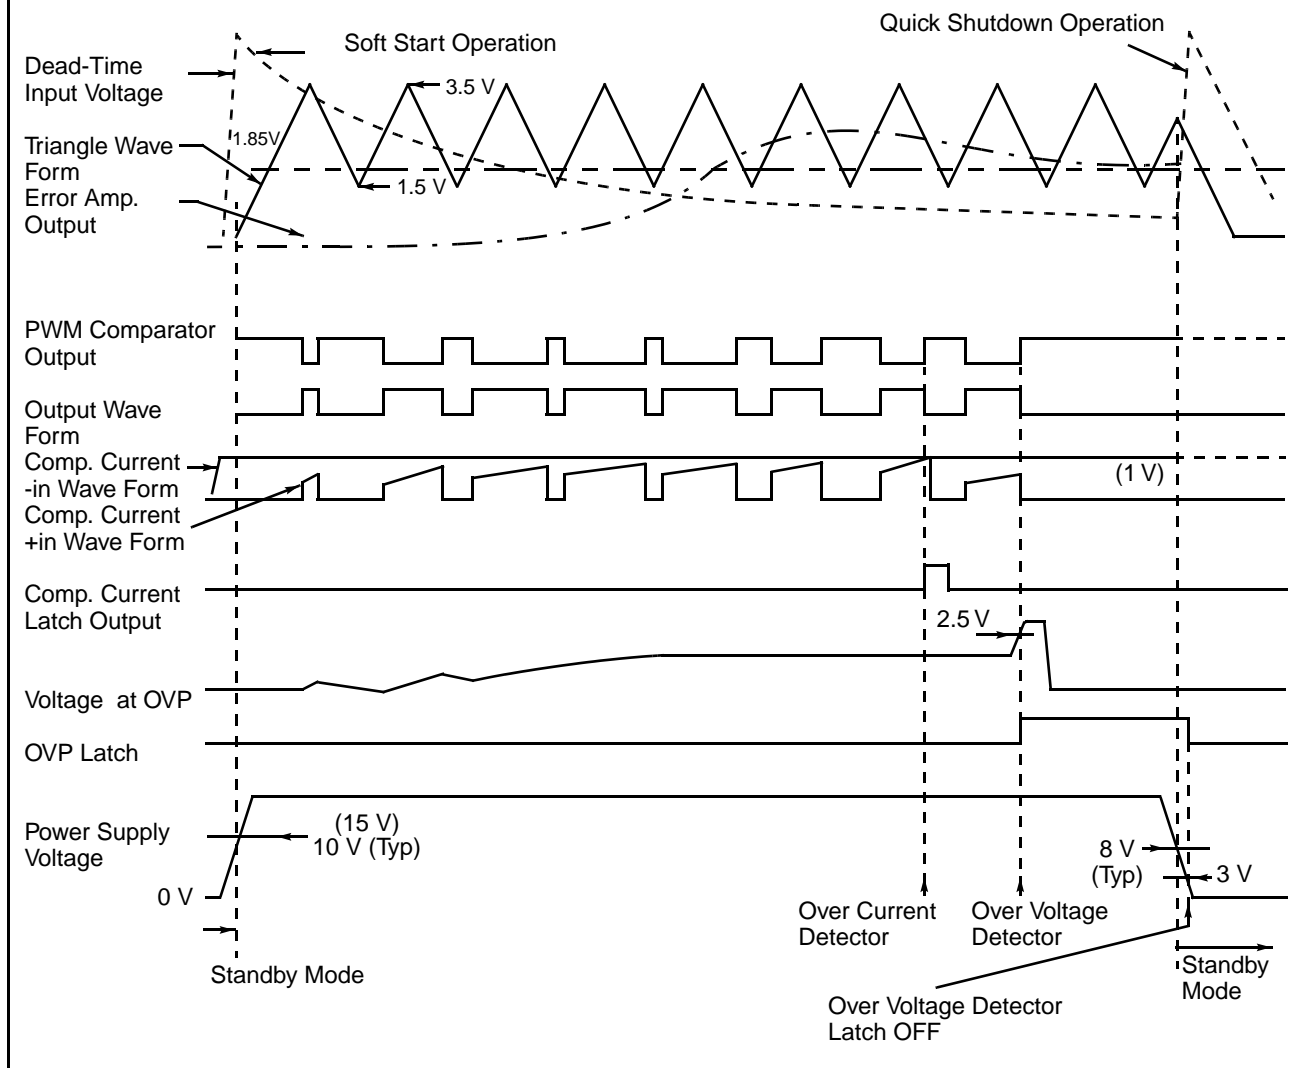 Quick Shutdown Operation
Soft Start Operation
Dead-Time
Input Voltage
3.5 V
1.85V
Triangle Wave
Form
1.5 V
Error Amp.
Output
PWM Comparator
Output
Output Wave
Form
Comp. Current
-in Wave Form
(1 V)
Comp. Current
+in Wave Form
Comp. Current
Latch Output
2.5 V
Voltage at OVP
OVP Latch
Power Supply
Voltage
(15 V)
10 V (Typ)
8 V
(Typ)
3 V
0 V
Over Current
Detector
Over Voltage
Detector
Standby Mode
Standby
Mode
Over Voltage Detector
Latch OFF